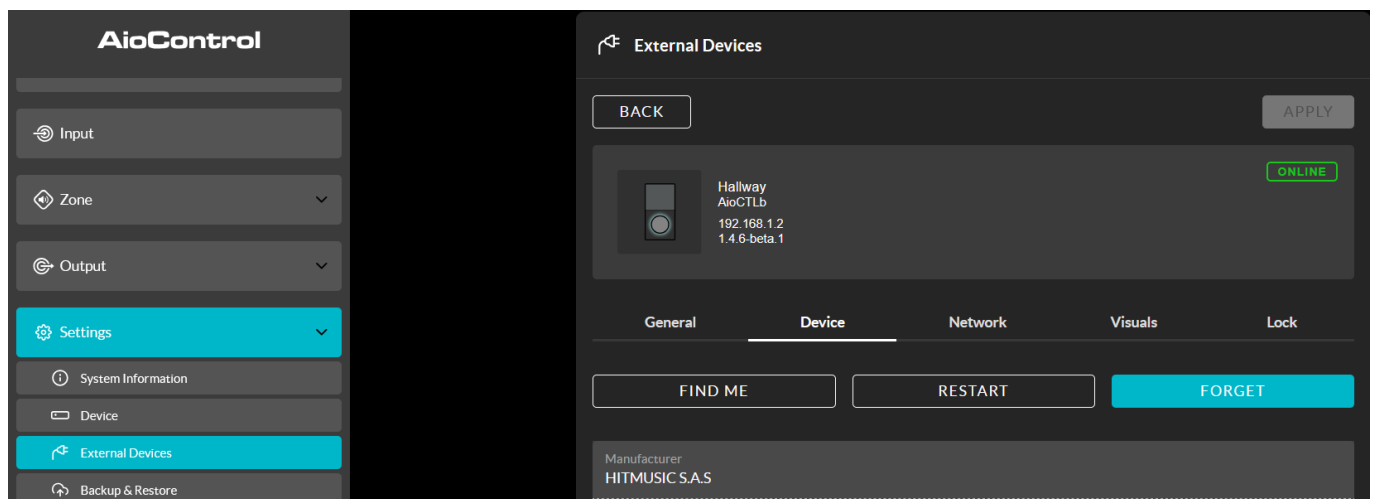 AioControl
Input
Zone
Output
Settings
System Information
Device
External Devices
Backup & Restore
External Devices
BACK
APPLY
Hallway
AioCTLb
192.168.1.2
1.4.6-beta.1
ONLINE
General Device Network Visuals Lock
FIND ME RESTART FORGET
Manufacturer
HITMUSIC S.A.S